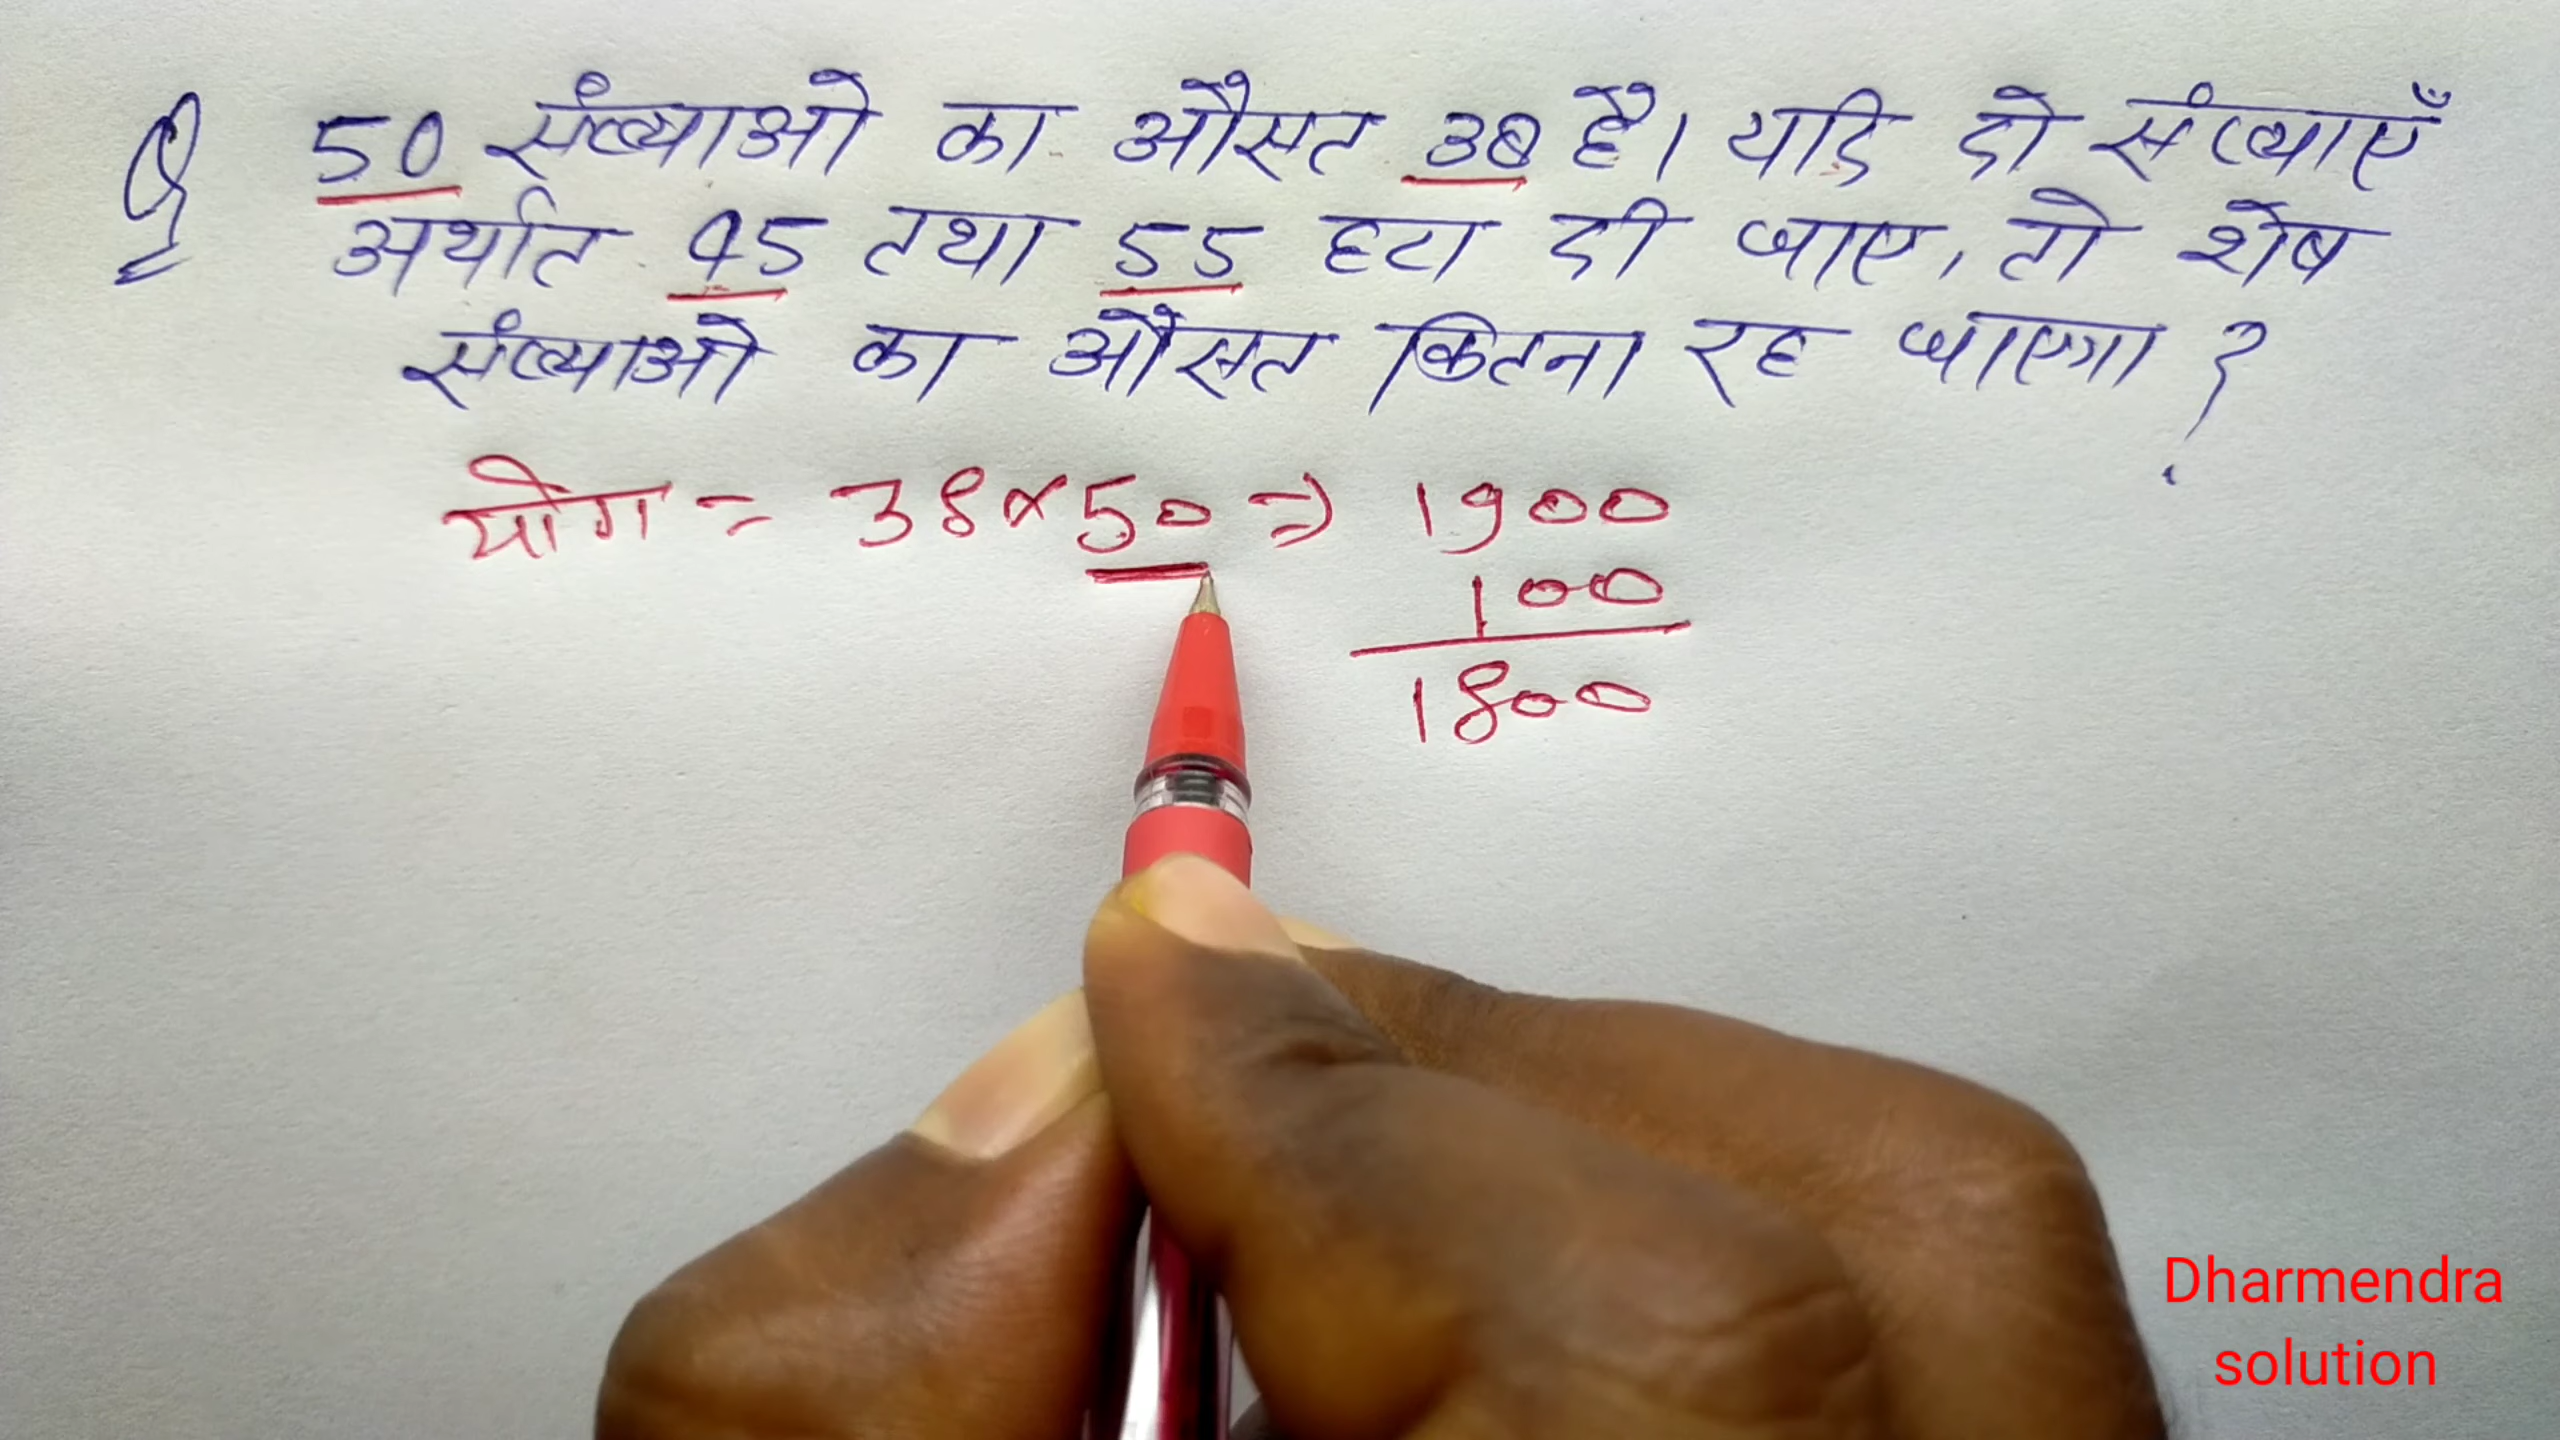 Q 50 संख्याओ का औसत 38 है। यदि दो संख्याएँ
अर्थात 45 तथा 55 हटा दी जाए, तो शेष
संख्याओ का औसत कितना रह जाएगा ?
योग = 38 × 50 ⇒ 1900
100
1800
Dharmendra
solution